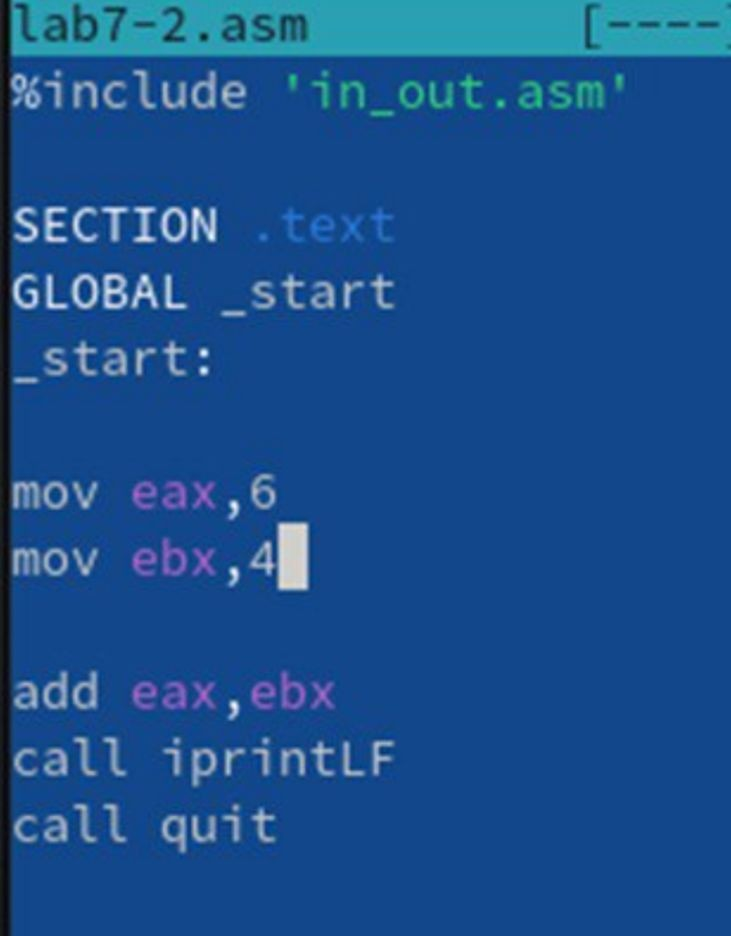 lab7-2.asm [----]
%include 'in_out.asm'
SECTION .text
GLOBAL _start
_start:
mov eax,6
mov ebx,4
add eax,ebx
call iprintLF
call quit